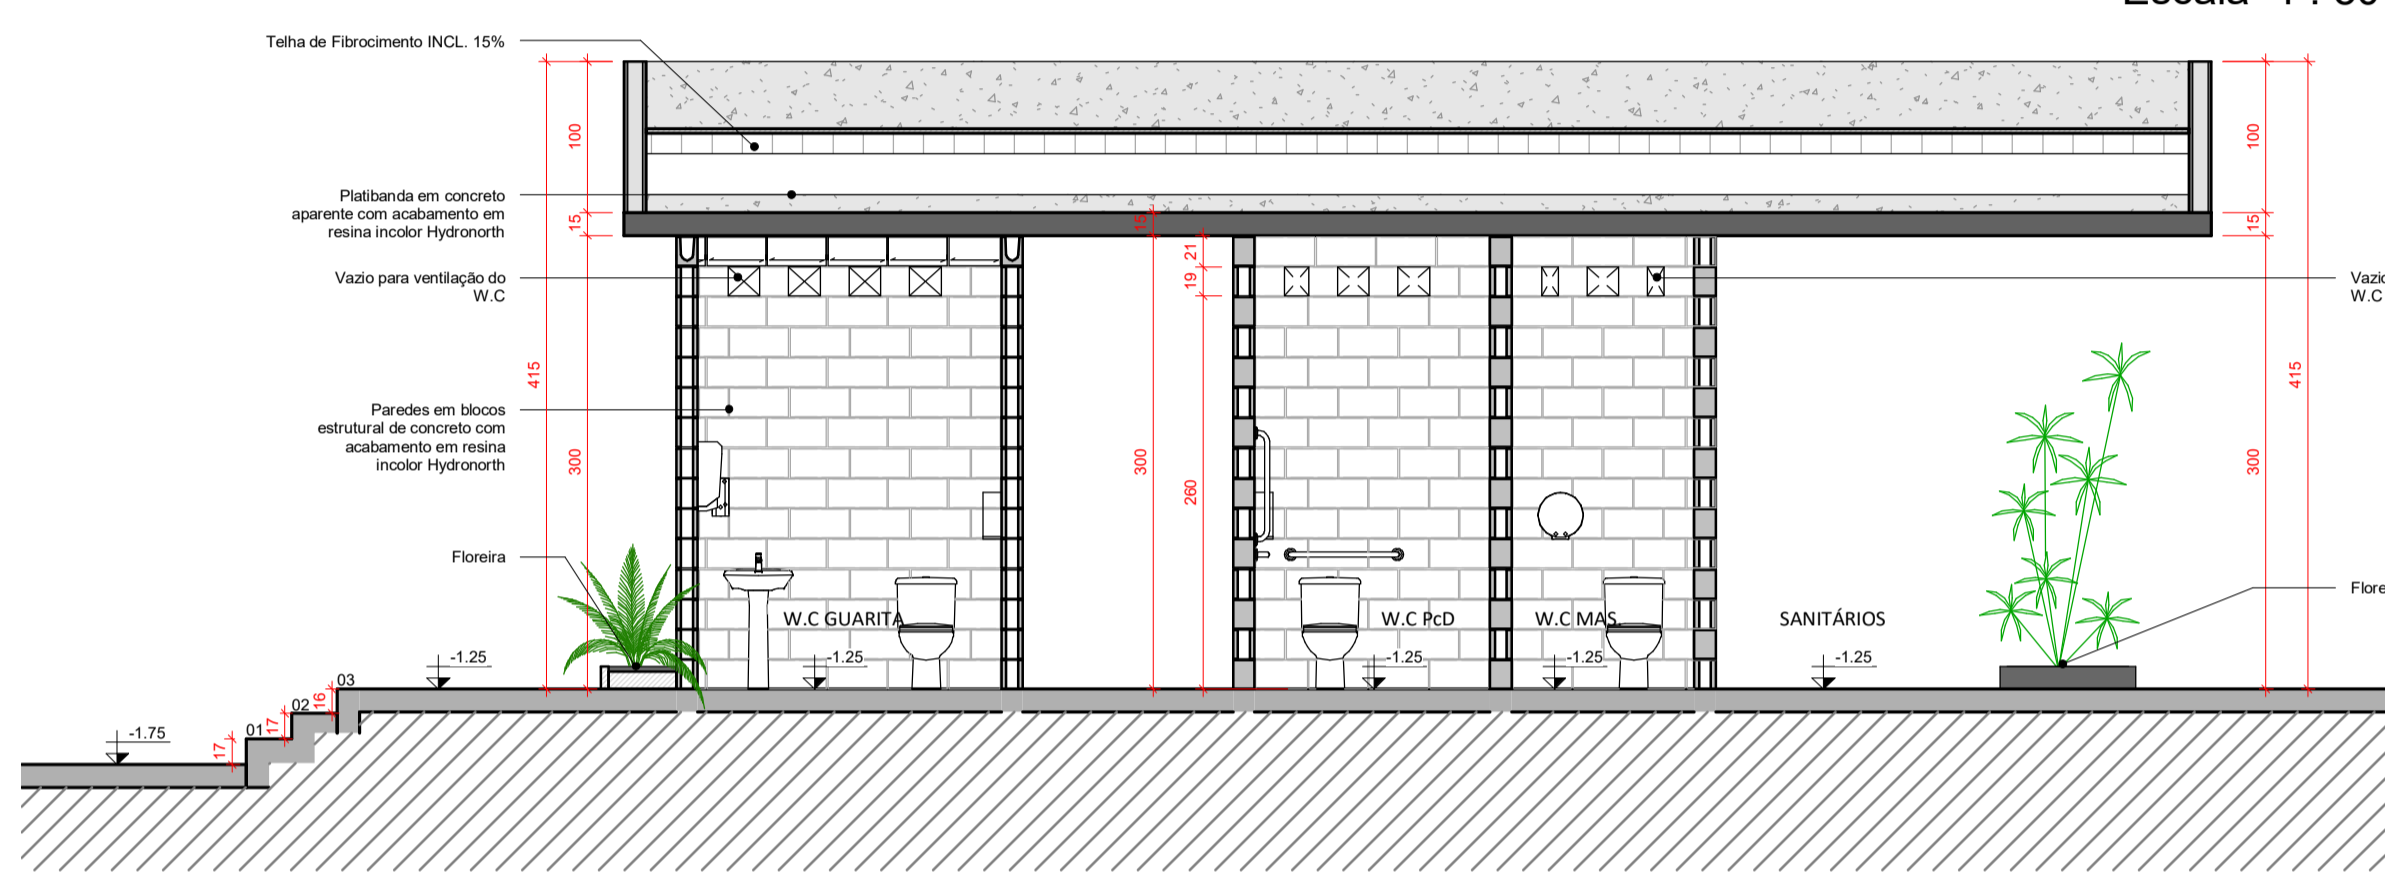 Telha de Fibrocimento INCL. 15%
Platibanda em concreto
aparente com acabamento em
resina incolor Hydronorth
Vazio para ventilação do
W.C
Paredes em blocos
estrutural de concreto com
acabamento em resina
incolor Hydronorth
Floreira
415
100
15
300
15
300
21
19
260
100
15
300
415
W.C
W.C GUARITA
W.C PcD
W.C MAS.
SANITÁRIOS
-1.25
-1.25
-1.25
-1.25
-1.25
-1.75
01
02
03
17
17
16